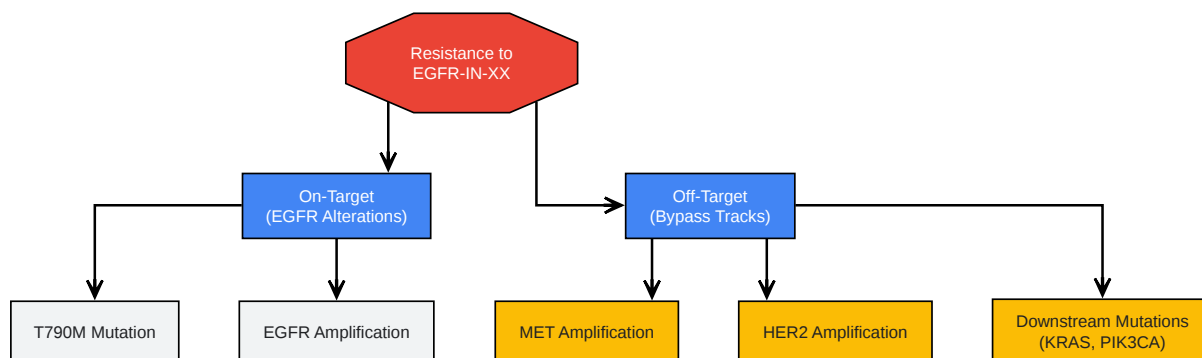 Resistance to
EGFR-IN-XX
On-Target
(EGFR Alterations)
Off-Target
(Bypass Tracks)
T790M Mutation
EGFR Amplification
MET Amplification
HER2 Amplification
Downstream Mutations
(KRAS, PIK3CA)